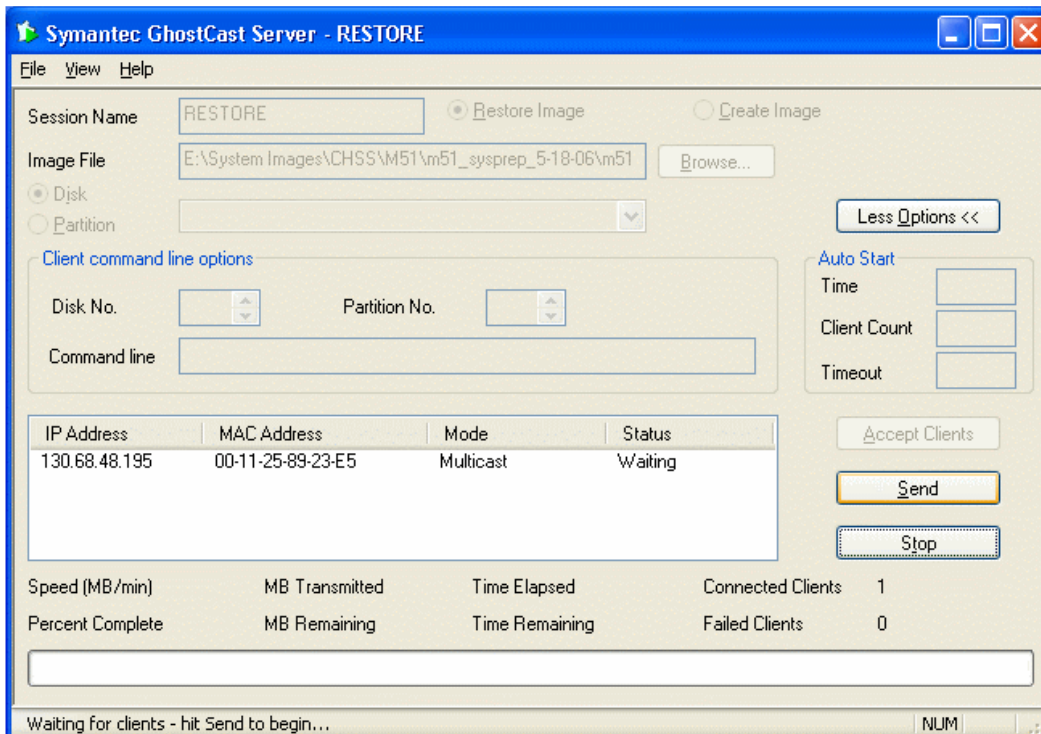 Symantec GhostCast Server - RESTORE
File View Help
Session Name RESTORE Restore Image Create Image
Image File E:\System Images\CHSS\M51\m51_sysprep_5-18-06\m51 Browse...
Disk
Partition Less Options <<
Client command line options Auto Start
Time
Disk No. Partition No.
Client Count
Command line
Timeout
IP Address MAC Address Mode Status Accept Clients
130.68.48.195 00-11-25-89-23-E5 Multicast Waiting
Send
Stop
Speed (MB/min) MB Transmitted Time Elapsed Connected Clients 1
Percent Complete MB Remaining Time Remaining Failed Clients 0
Waiting for clients - hit Send to begin... NUM